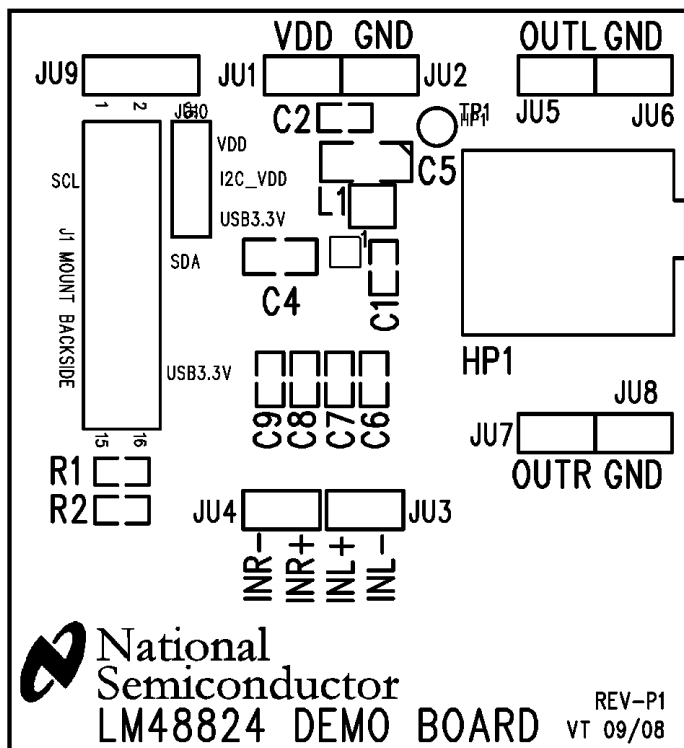 VDD GND
OUTL GND
JU9
JU1
JU2
JU5
JU6
1 2
JU10
C2
TP1
HP1
VDD
SCL
I2C_VDD
C5
L1
USB3.3V
1
SDA
J1 MOUNT BACKSIDE
C4
C1
HP1
USB3.3V
C9 C8 C7 C6
JU8
JU7
OUTR GND
15 16
R1
R2
JU4
JU3
INR- INR+ INL+ INL-
National
Semiconductor
LM48824 DEMO BOARD
REV-P1
VT 09/08